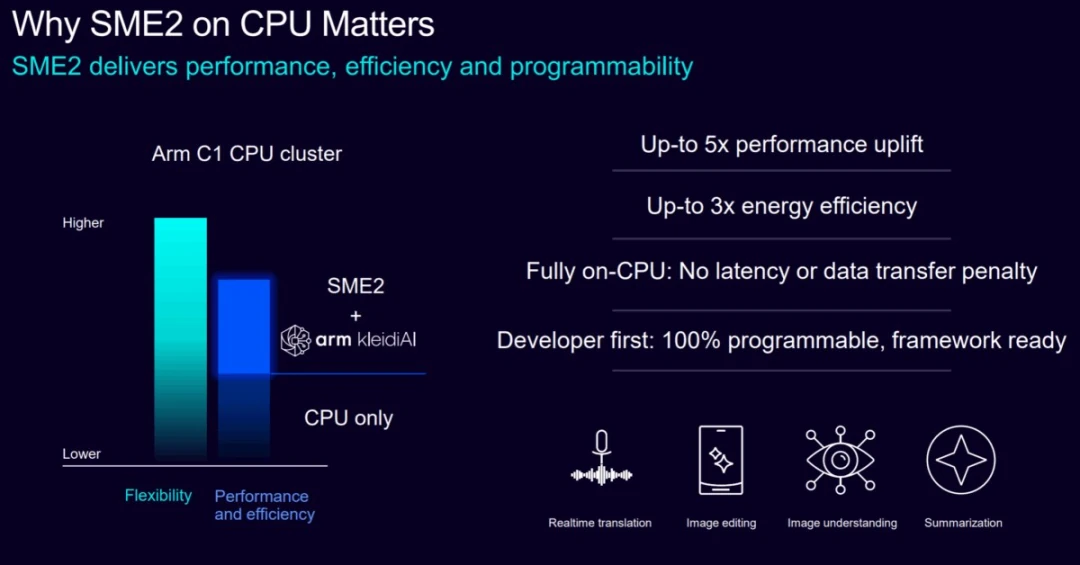 Why SME2 on CPU Matters
SME2 delivers performance, efficiency and programmability
Arm C1 CPU cluster
Higher
SME2
+
arm kleidiAI
CPU only
Lower
Flexibility
Performance
and efficiency
Up-to 5x performance uplift
Up-to 3x energy efficiency
Fully on-CPU: No latency or data transfer penalty
Developer first: 100% programmable, framework ready
Realtime translation
Image editing
Image understanding
Summarization